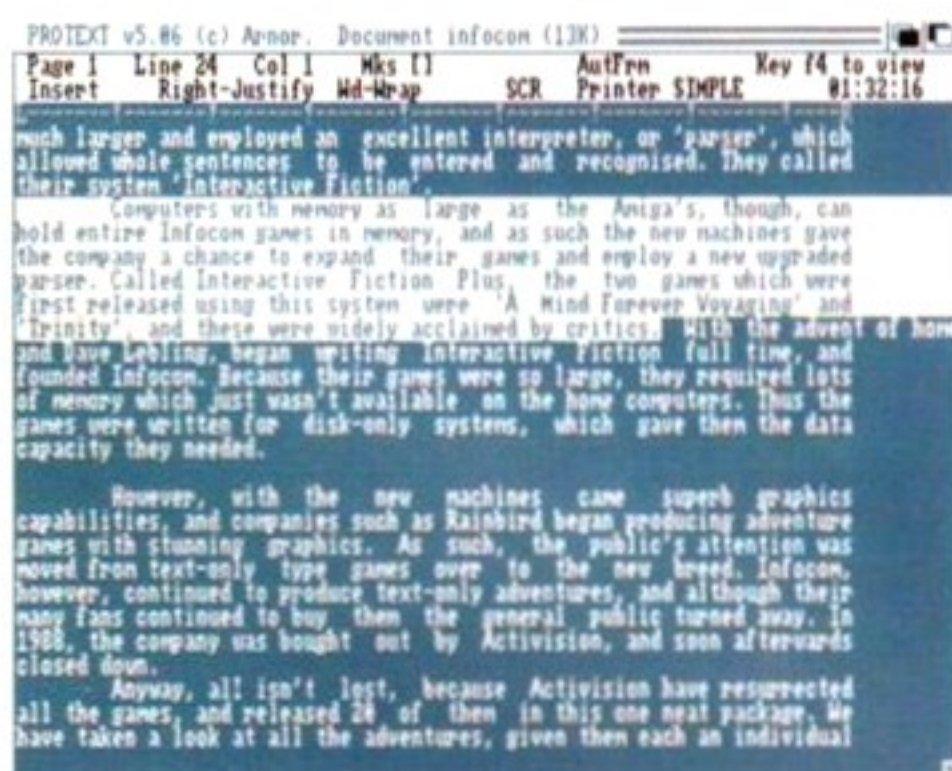 PROTEXT v5.06 (c) Arnor. Document infocom (13K)
Page 1 Line 24 Col 1 Mks [] AutFrm Key f4 to view
Insert Right-Justify Wd-Wrap SCR Printer SIMPLE 01:32:16
much larger and employed an excellent interpreter, or 'parser', which
allowed whole sentences to be entered and recognised. They called
their system 'Interactive Fiction'.
Computers with memory as large as the Amiga's, though, can
hold entire Infocom games in memory, and as such the new machines gave
the company a chance to expand their games and employ a new upgraded
parser. Called Interactive Fiction Plus, the two games which were
first released using this system were 'A Mind Forever Voyaging' and
'Trinity', and these were widely acclaimed by critics. With the advent of hom
and Dave Lebling, began writing Interactive Fiction full time, and
founded Infocom. Because their games were so large, they required lots
of memory which just wasn't available on the home computers. Thus the
games were written for disk-only systems, which gave them the data
capacity they needed.
However, with the new machines came superb graphics
capabilities, and companies such as Rainbird began producing adventure
games with stunning graphics. As such, the public's attention was
moved from text-only type games over to the new breed. Infocom,
however, continued to produce text-only adventures, and although their
many fans continued to buy them the general public turned away. In
1988, the company was bought out by Activision, and soon afterwards
closed down.
Anyway, all isn't lost, because Activision have resurrected
all the games, and released 20 of them in this one neat package. We
have taken a look at all the adventures, given them each an individual